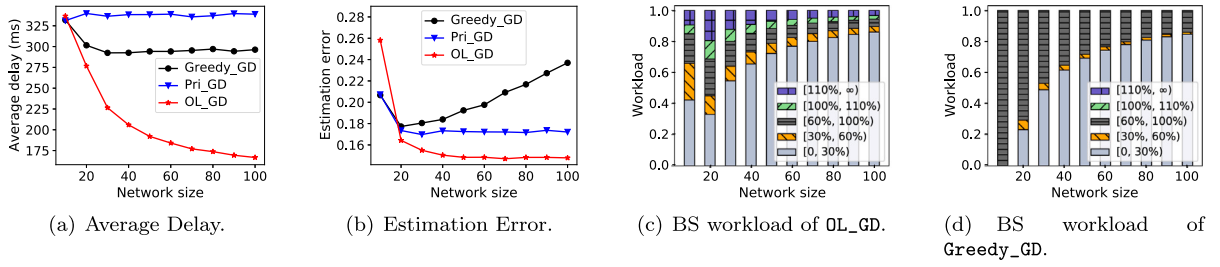 Average delay (ms)
350
325
300
275
250
225
200
175
Greedy_GD
Pri_GD
OL_GD
20 40 60 80 100
Network size
(a) Average Delay.
Estimation error
0.28
0.26
0.24
0.22
0.20
0.18
0.16
Greedy_GD
Pri_GD
OL_GD
20 40 60 80 100
Network size
(b) Estimation Error.
Workload
1.0
0.8
0.6
0.4
0.2
0.0
[110%, ∞)
[100%, 110%)
[60%, 100%)
[30%, 60%)
[0, 30%)
20 40 60 80 100
Network size
(c) BS workload of OL_GD.
Workload
1.0
0.8
0.6
0.4
0.2
0.0
[110%, ∞)
[100%, 110%)
[60%, 100%)
[30%, 60%)
[0, 30%)
20 40 60 80 100
Network size
(d) BS workload of
Greedy_GD.